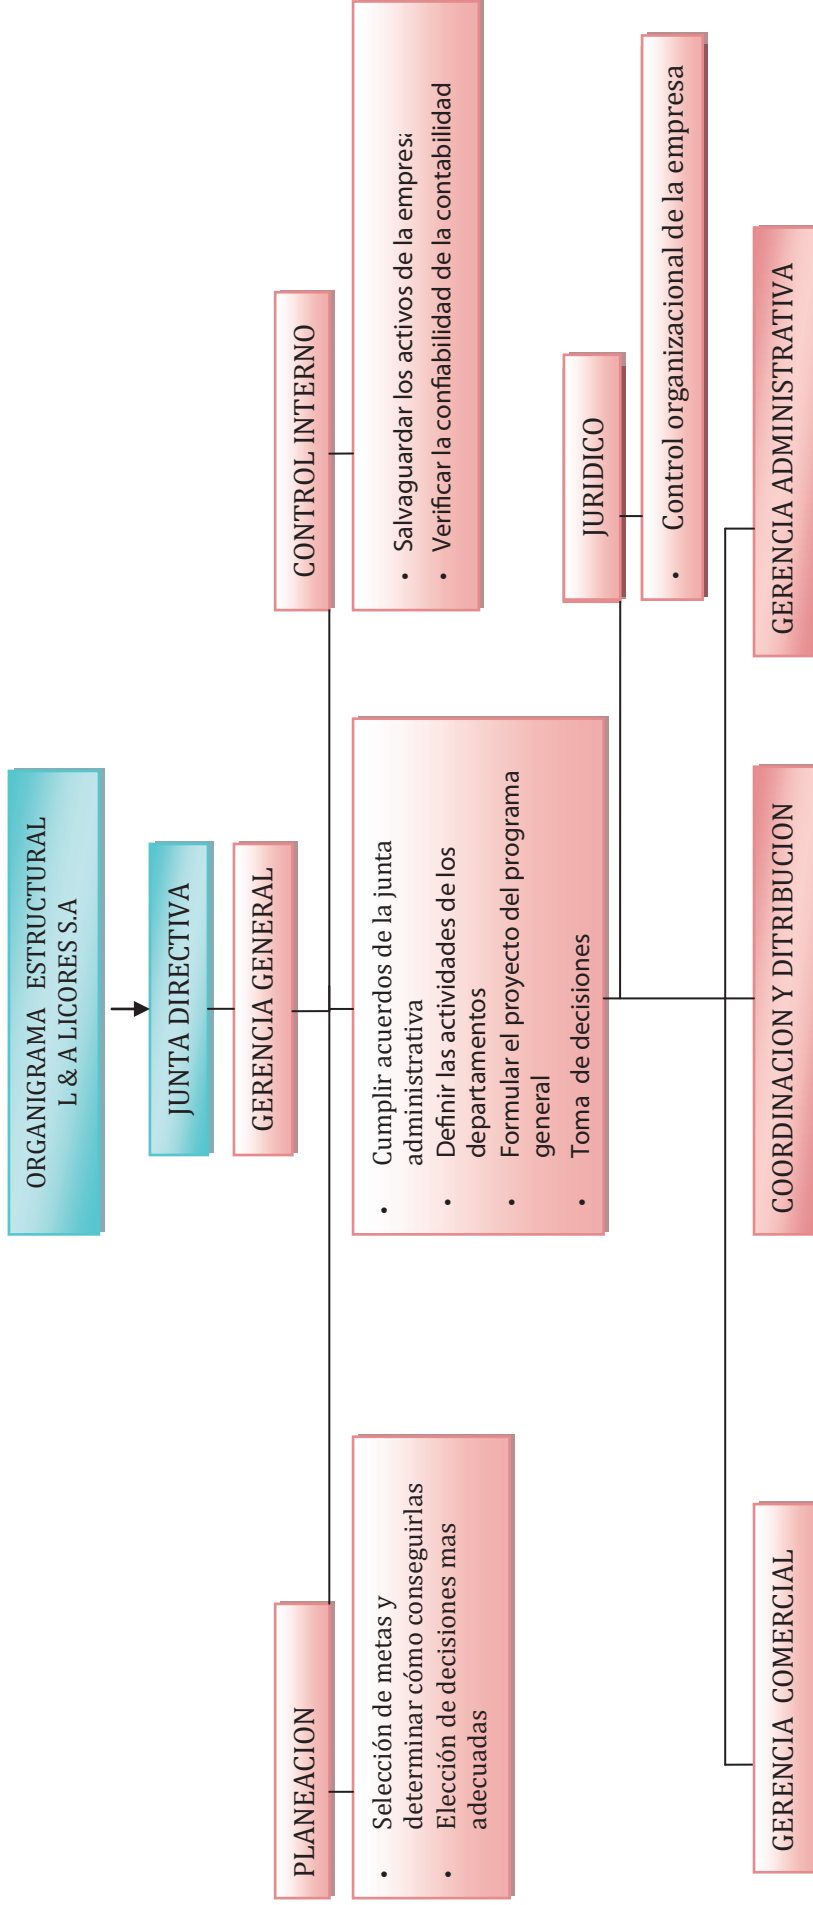 ORGANIGRAMA ESTRUCTURAL
L & A LICORES S.A
JUNTA DIRECTIVA
GERENCIA GENERAL
PLANEACION
CONTROL INTERNO
• Selección de metas y
determinar cómo conseguirlas
• Elección de decisiones mas
adecuadas
• Cumplir acuerdos de la junta
administrativa
• Definir las actividades de los
departamentos
• Formular el proyecto del programa
general
• Toma de decisiones
• Salvaguardar los activos de la
• Verificar la confiabilidad de la contabilidad
JURIDICO
• Control organizacional de la empresa
GERENCIA COMERCIAL
COORDINACION Y DITRIBUCION
GERENCIA ADMINISTRATIVA